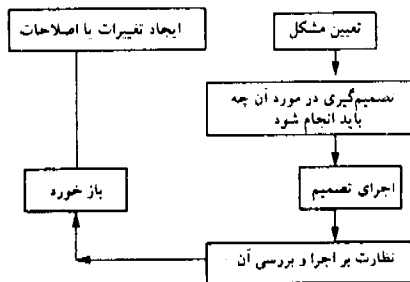 تعیین مشکل
تصمیم‌گیری در مورد آن چه
باید انجام شود
اجرای تصمیم
نظارت بر اجرا و بررسی آن
باز خورد
ایجاد تغییرات یا اصلاحات